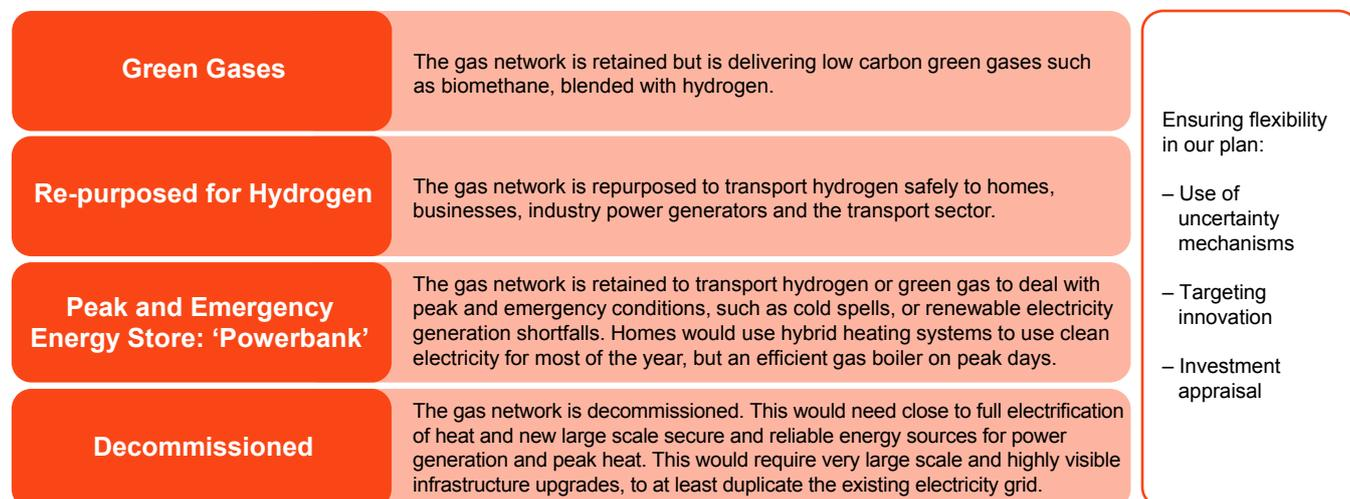 Green Gases
The gas network is retained but is delivering low carbon green gases such
as biomethane, blended with hydrogen.
Re-purposed for Hydrogen
The gas network is repurposed to transport hydrogen safely to homes,
businesses, industry power generators and the transport sector.
Peak and Emergency
Energy Store: ‘Powerbank’
The gas network is retained to transport hydrogen or green gas to deal with
peak and emergency conditions, such as cold spells, or renewable electricity
generation shortfalls. Homes would use hybrid heating systems to use clean
electricity for most of the year, but an efficient gas boiler on peak days.
Decommissioned
The gas network is decommissioned. This would need close to full electrification
of heat and new large scale secure and reliable energy sources for power
generation and peak heat. This would require very large scale and highly visible
infrastructure upgrades, to at least duplicate the existing electricity grid.
Ensuring flexibility
in our plan:
– Use of
uncertainty
mechanisms
– Targeting
innovation
– Investment
appraisal